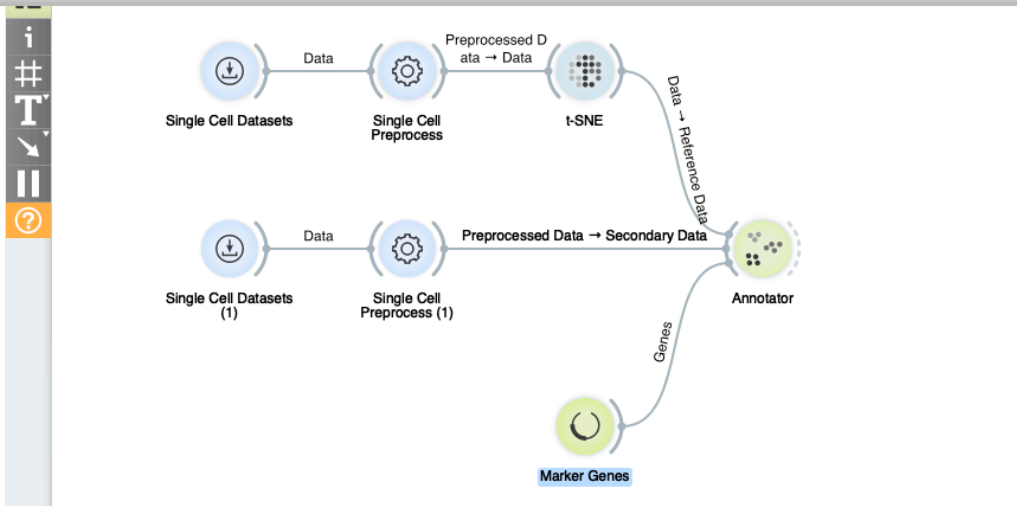 Preprocessed D
Data
ata → Data
Single Cell Datasets
Single Cell
Preprocess
t-SNE
Data → Reference Data
Data
Preprocessed Data → Secondary Data
Single Cell Datasets
(1)
Single Cell
Preprocess (1)
Annotator
Genes
Marker Genes
i
#
T
?